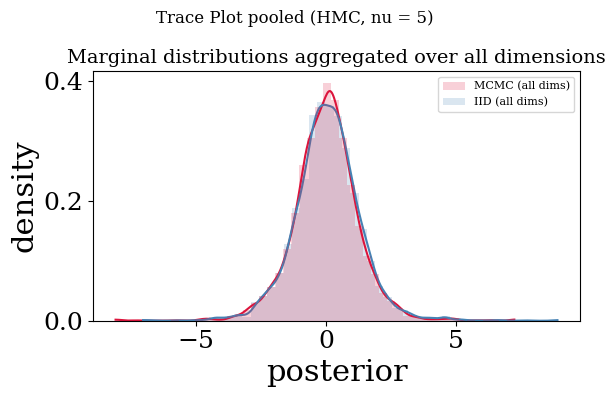 Trace Plot pooled (HMC, nu = 5)
Marginal distributions aggregated over all dimensions
MCMC (all dims)
IID (all dims)
density
0.4
0.2
0.0
−5
0
5
posterior